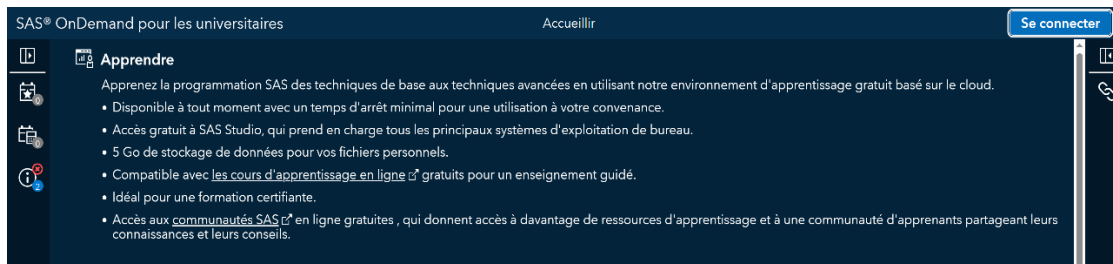 SAS® OnDemand pour les universitaires
Accueillir
Se connecter
Apprendre
Apprenez la programmation SAS des techniques de base aux techniques avancées en utilisant notre environnement d'apprentissage gratuit basé sur le cloud.
• Disponible à tout moment avec un temps d'arrêt minimal pour une utilisation à votre convenance.
• Accès gratuit à SAS Studio, qui prend en charge tous les principaux systèmes d'exploitation de bureau.
• 5 Go de stockage de données pour vos fichiers personnels.
• Compatible avec les cours d'apprentissage en ligne gratuits pour un enseignement guidé.
• Idéal pour une formation certifiante.
• Accès aux communautés SAS en ligne gratuites , qui donnent accès à davantage de ressources d'apprentissage et à une communauté d'apprenants partageant leurs
connaissances et leurs conseils.
0
0
2